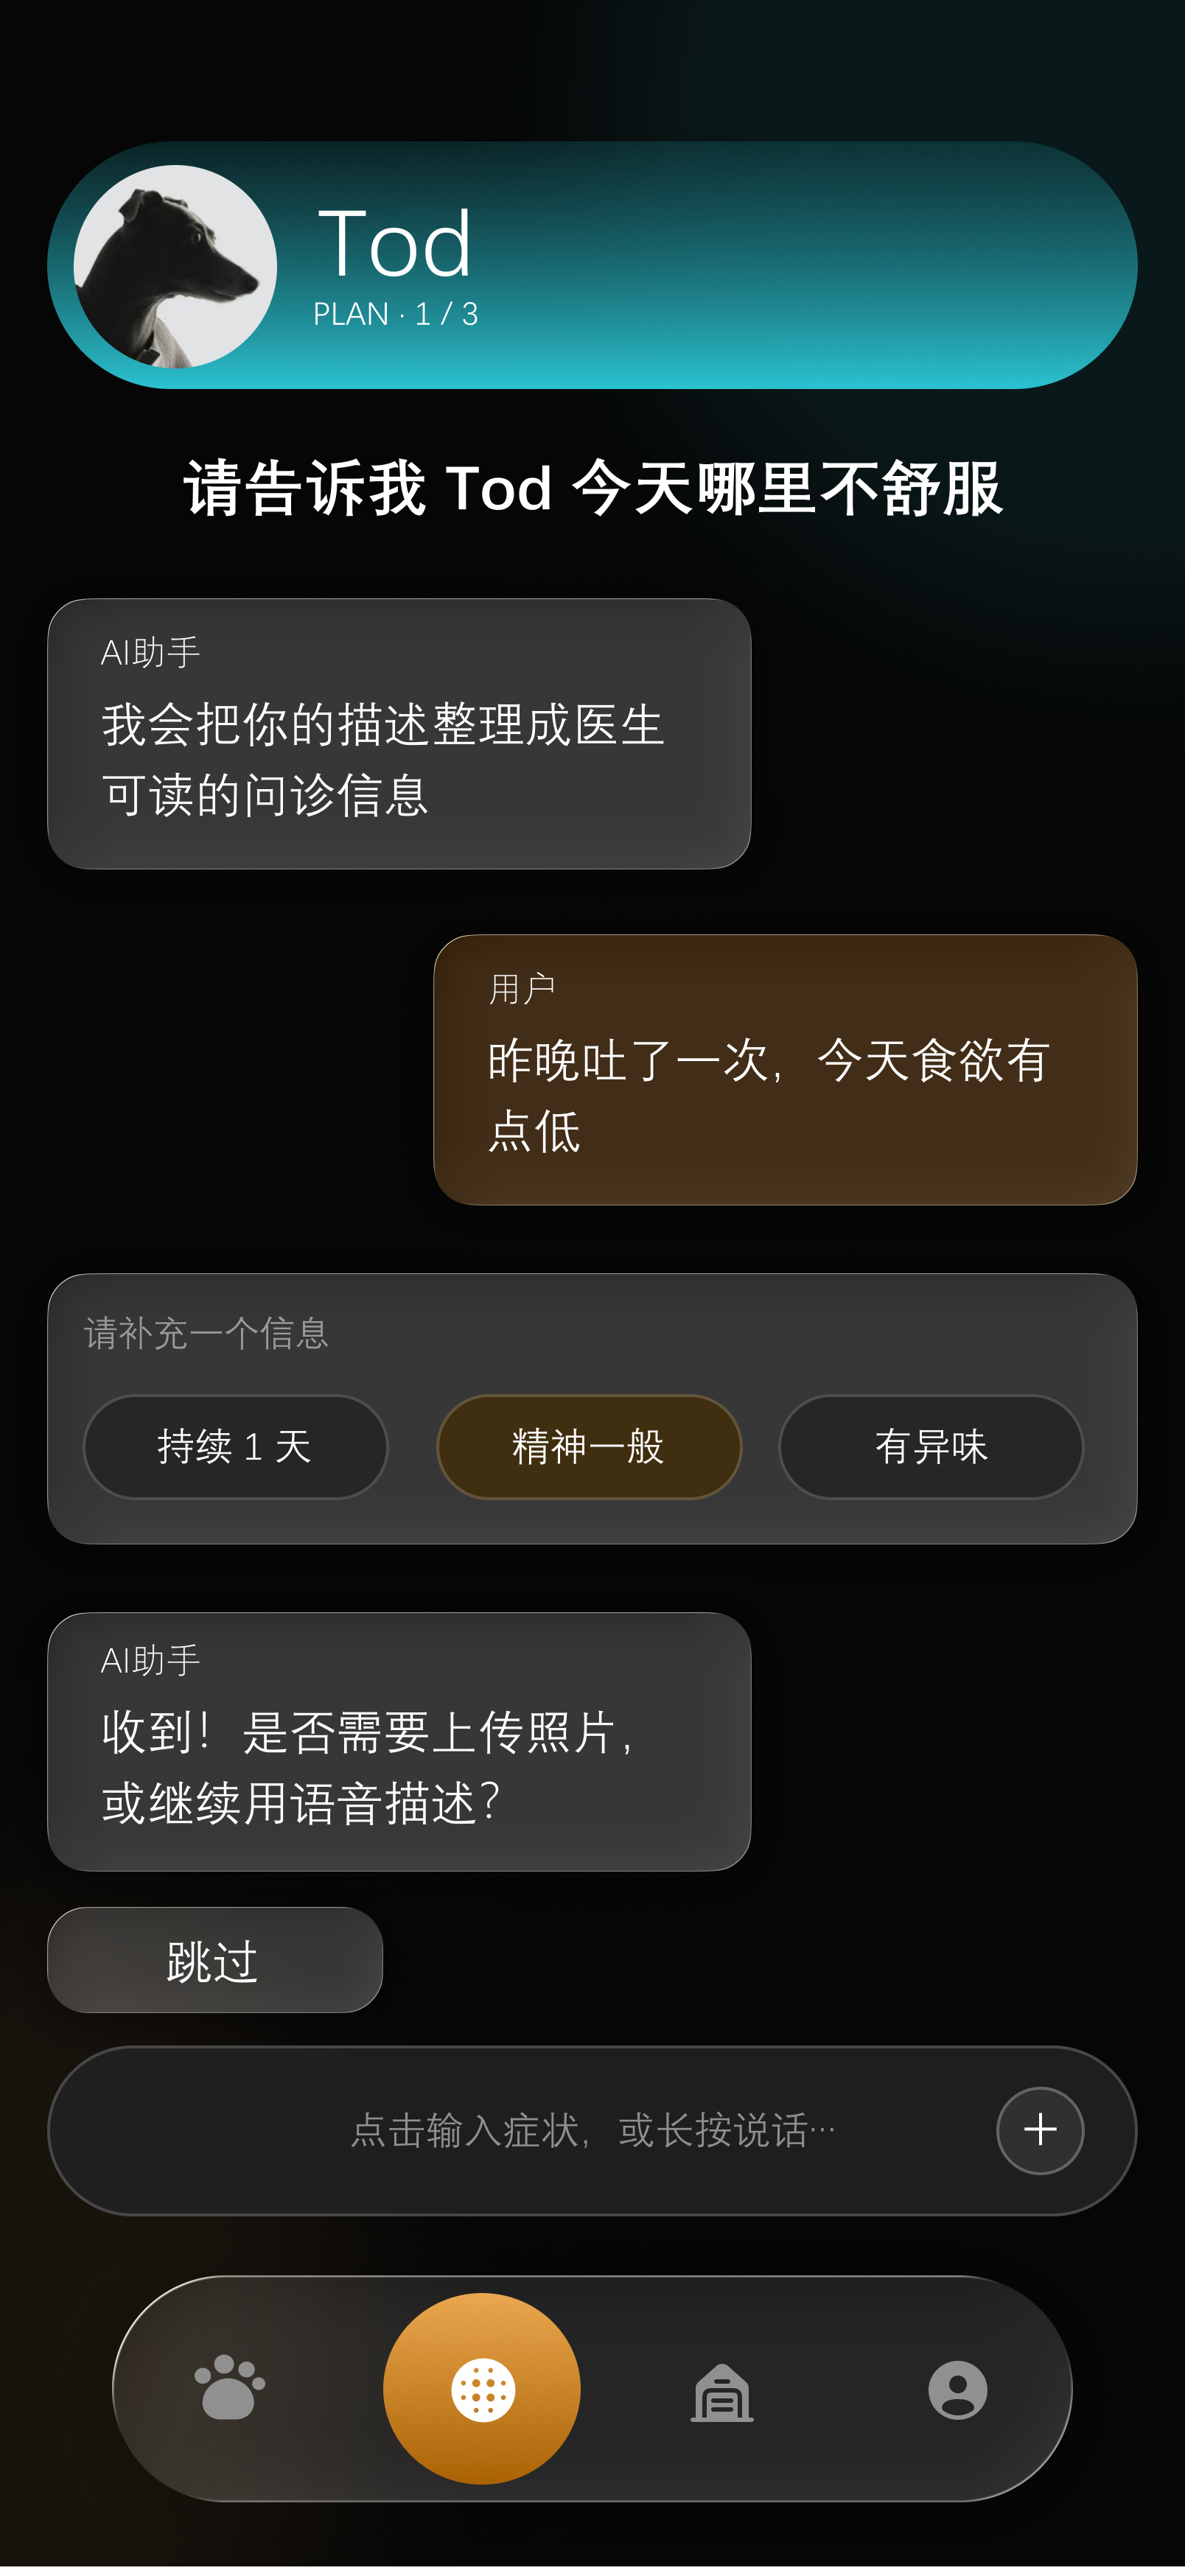 Tod
PLAN · 1 / 3
请告诉我 Tod 今天哪里不舒服
AI助手
我会把你的描述整理成医生
可读的问诊信息
用户
昨晚吐了一次，今天食欲有
点低
请补充一个信息
持续 1 天
精神一般
有异味
AI助手
收到！是否需要上传照片，
或继续用语音描述？
跳过
点击输入症状，或长按说话…